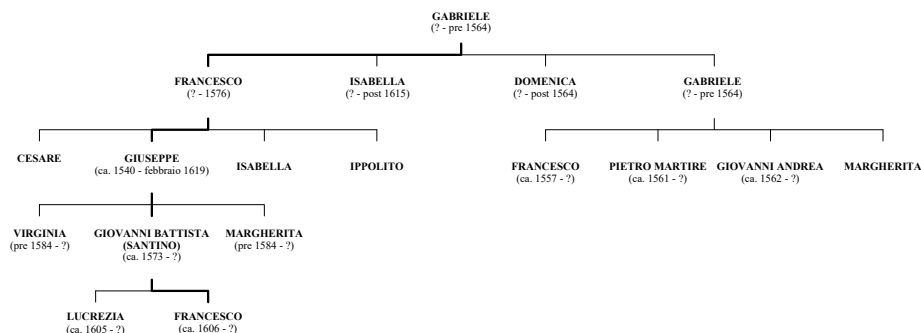 GABRIELE
(? - pre 1564)
FRANCESCO
(? - 1576)
ISABELLA
(? - post 1615)
DOMENICA
(? - post 1564)
GABRIELE
(? - pre 1564)
CESARE
GIUSEPPE
(ca. 1540 - febbraio 1619)
ISABELLA
IPPOLITO
FRANCESCO
(ca. 1557 - ?)
PIETRO MARTIRE
(ca. 1561 - ?)
GIOVANNI ANDREA
(ca. 1562 - ?)
MARGHERITA
VIRGINIA
(pre 1584 - ?)
GIOVANNI BATTISTA
(SANTINO)
(ca. 1573 - ?)
MARGHERITA
(pre 1584 - ?)
LUCREZIA
(ca. 1605 - ?)
FRANCESCO
(ca. 1606 - ?)